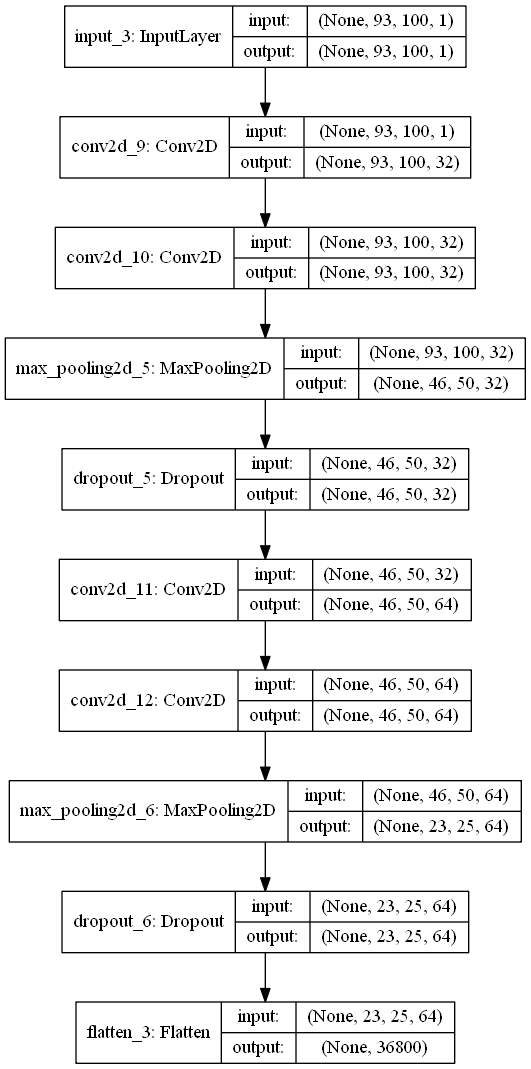 input_3: InputLayer
input: (None, 93, 100, 1)
output: (None, 93, 100, 1)
conv2d_9: Conv2D
input: (None, 93, 100, 1)
output: (None, 93, 100, 32)
conv2d_10: Conv2D
input: (None, 93, 100, 32)
output: (None, 93, 100, 32)
max_pooling2d_5: MaxPooling2D
input: (None, 93, 100, 32)
output: (None, 46, 50, 32)
dropout_5: Dropout
input: (None, 46, 50, 32)
output: (None, 46, 50, 32)
conv2d_11: Conv2D
input: (None, 46, 50, 32)
output: (None, 46, 50, 64)
conv2d_12: Conv2D
input: (None, 46, 50, 64)
output: (None, 46, 50, 64)
max_pooling2d_6: MaxPooling2D
input: (None, 46, 50, 64)
output: (None, 23, 25, 64)
dropout_6: Dropout
input: (None, 23, 25, 64)
output: (None, 23, 25, 64)
flatten_3: Flatten
input: (None, 23, 25, 64)
output: (None, 36800)